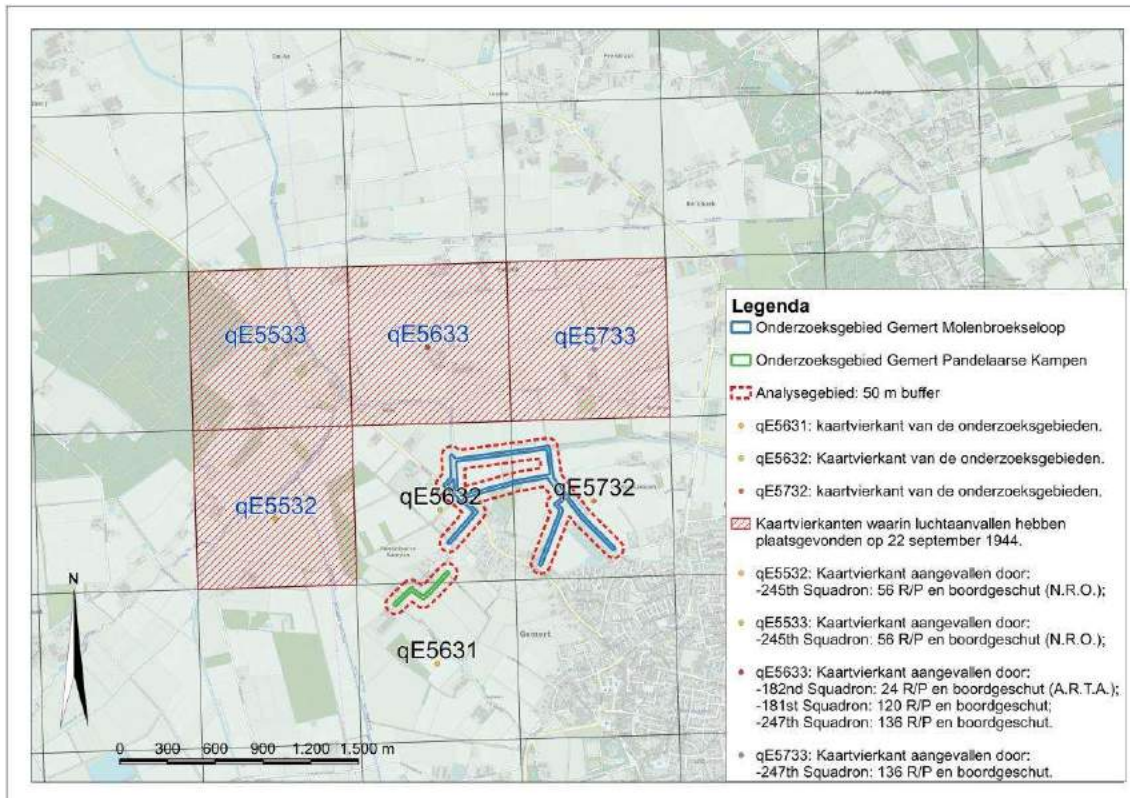 qE5533
qE5633
qE5733
qE5532
qE5632
qE5732
qE5631
Gemert
N
0 300 600 900 1.200 1.500 m
Legenda
Onderzoeksgebied Gemert Molenbroekseloop
Onderzoeksgebied Gemert Pandelaarse Kampen
Analysegebied: 50 m buffer
qE5631: kaartvierkant van de onderzoeksgebieden.
qE5632: Kaartvierkant van de onderzoeksgebieden.
qE5732: kaartvierkant van de onderzoeksgebieden.
Kaartvierkanten waarin luchtaanvallen hebben
plaatsgevonden op 22 september 1944.
qE5532: Kaartvierkant aangevallen door:
-245th Squadron: 56 R/P en boordgeschut (N.R.O.);
qE5533: Kaartvierkant aangevallen door:
-245th Squadron: 56 R/P en boordgeschut (N.R.O.);
qE5633: Kaartvierkant aangevallen door:
-182nd Squadron: 24 R/P en boordgeschut (A.R.T.A.);
-181st Squadron: 120 R/P en boordgeschut;
-247th Squadron: 136 R/P en boordgeschut.
qE5733: Kaartvierkant aangevallen door:
-247th Squadron: 136 R/P en boordgeschut.